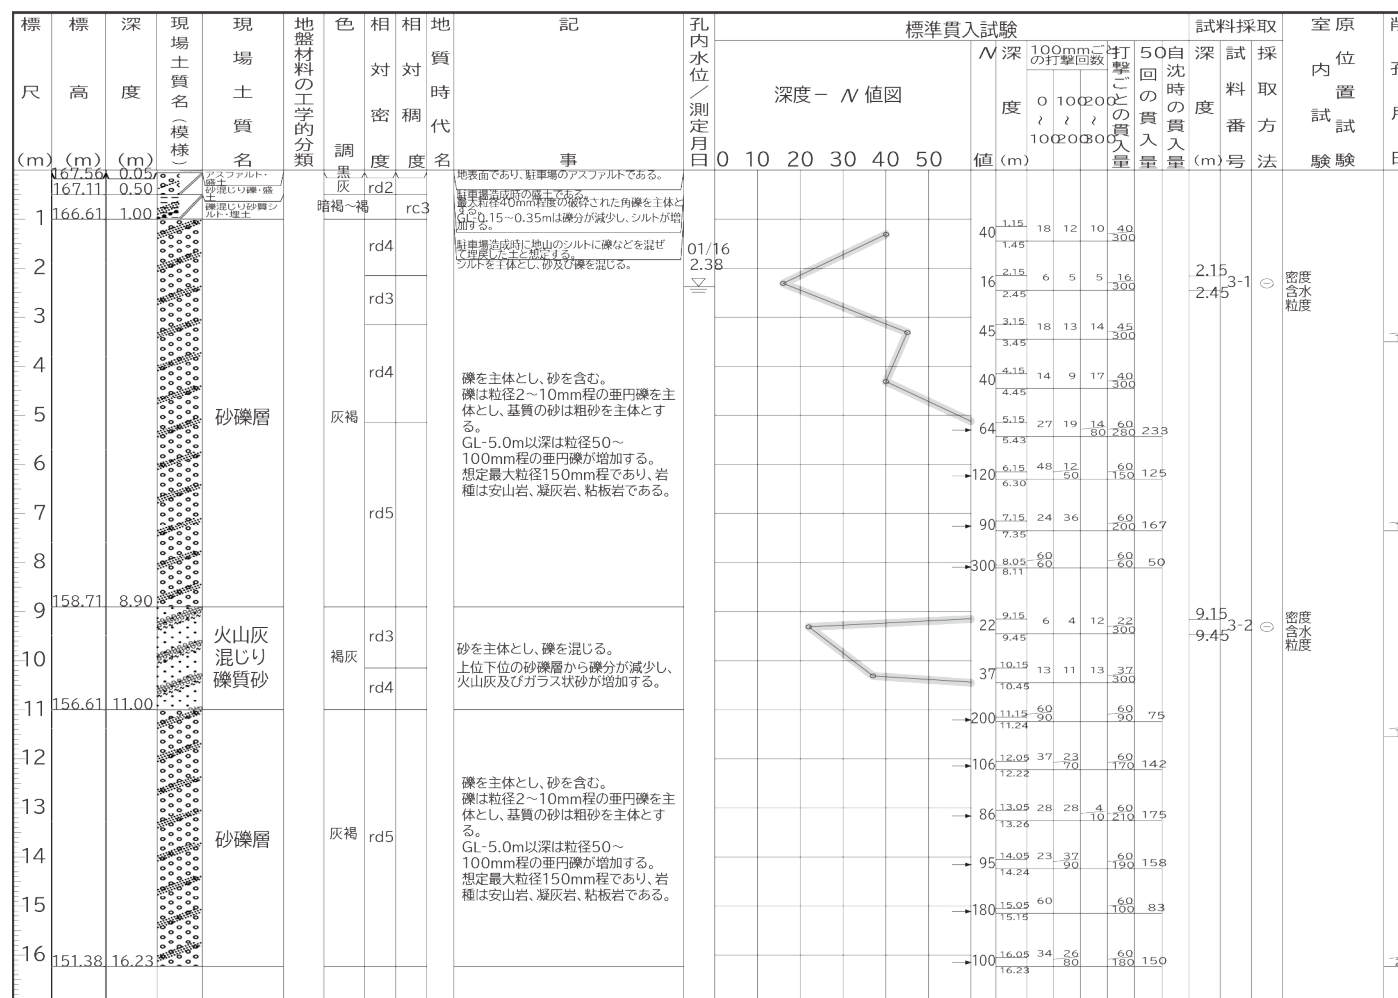 標尺(m) 標高(m) 深度(m) 現場土質名(模様) 現場土質名 地盤材料の工学的分類 色調 相対密度 相対稠度 地質時代名 記事 孔内水位/測定月日 標準貫入試験 試料採取 室内試験 原位置試験
深度－N値図 N値 深度(m) 100mmごとの打撃回数 打撃ごとの貫入量 50回の貫入量 自沈時の貫入量 深度(m) 試料番号 採取方法
0～100 100～200 200～300
0 10 20 30 40 50
167.56 0.05 アスファルト・盛土 黒 地表面であり、駐車場のアスファルトである。
167.11 0.50 砂混じり礫・盛土 灰 rd2
駐車場造成時の盛土である。
最大粒径40mm程度の破砕された角礫を主体とする。
GL-0.15～0.35mは礫分が減少し、シルトが増加する。
1 166.61 1.00 礫混じり砂質シルト・埋土 暗褐～褐 rc3
駐車場造成時に地山のシルトに礫などを混ぜて埋戻した土と想定する。
シルトを主体とし、砂及び礫を混じる。
01/16
2.38
rd4
rd3
rd4
rd5
砂礫層
灰褐
礫を主体とし、砂を含む。
礫は粒径2～10mm程の亜円礫を主
体とし、基質の砂は粗砂を主体とす
る。
GL-5.0m以深は粒径50～
100mm程の亜円礫が増加する。
想定最大粒径150mm程であり、岩
種は安山岩、凝灰岩、粘板岩である。
2
3
4
5
6
7
8
158.71 8.90
9
火山灰
混じり
礫質砂
褐灰
rd3
rd4
砂を主体とし、礫を混じる。
上位下位の砂礫層から礫分が減少し、
火山灰及びガラス状砂が増加する。
10
11 156.61 11.00
12
13
砂礫層
灰褐 rd5
礫を主体とし、砂を含む。
礫は粒径2～10mm程の亜円礫を主
体とし、基質の砂は粗砂を主体とす
る。
GL-5.0m以深は粒径50～
100mm程の亜円礫が増加する。
想定最大粒径150mm程であり、岩
種は安山岩、凝灰岩、粘板岩である。
14
15
16 151.38 16.23
40 1.15 1.45 18 12 10 40 300
16 2.15 2.45 6 5 5 16 300
45 3.15 3.45 18 13 14 45 300
40 4.15 4.45 14 9 17 40 300
64 5.15 5.43 27 19 14 80 60 280 233
120 6.15 6.30 48 12 50 60 150 125
90 7.15 7.35 24 36 60 200 167
300 8.05 8.11 60 60 60 60 50
22 9.15 9.45 6 4 12 22 300
37 10.15 10.45 13 11 13 37 300
200 11.15 11.24 60 90 60 90 75
106 12.05 12.22 37 23 70 60 170 142
86 13.05 13.26 28 28 4 10 60 210 175
95 14.05 14.24 23 37 90 60 190 158
180 15.05 15.15 60 60 100 83
100 16.05 16.23 34 26 80 60 180 150
2.15 2.45 3-1 密度
含水
粒度
9.15 9.45 3-2 密度
含水
粒度